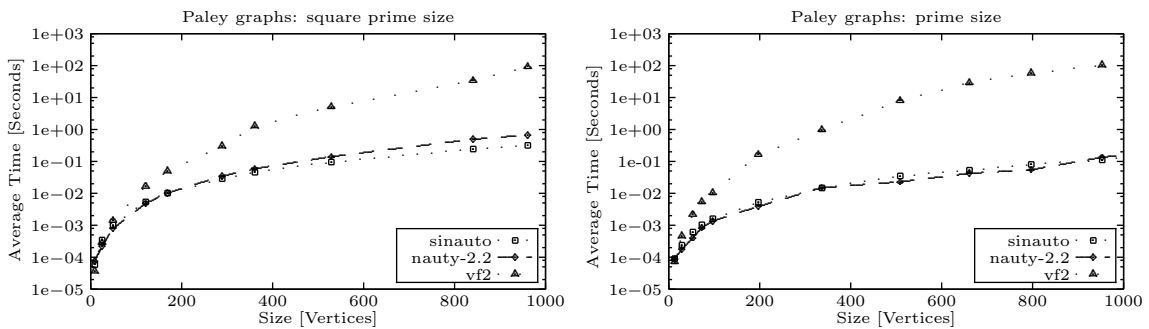 Paley graphs: square prime size
Average Time [Seconds]
1e+03
1e+02
1e+01
1e+00
1e-01
1e-02
1e-03
1e-04
1e-05
0 200 400 600 800 1000
Size [Vertices]
sinauto
nauty-2.2
vf2
Paley graphs: prime size
Average Time [Seconds]
1e+03
1e+02
1e+01
1e+00
1e-01
1e-02
1e-03
1e-04
1e-05
0 200 400 600 800 1000
Size [Vertices]
sinauto
nauty-2.2
vf2